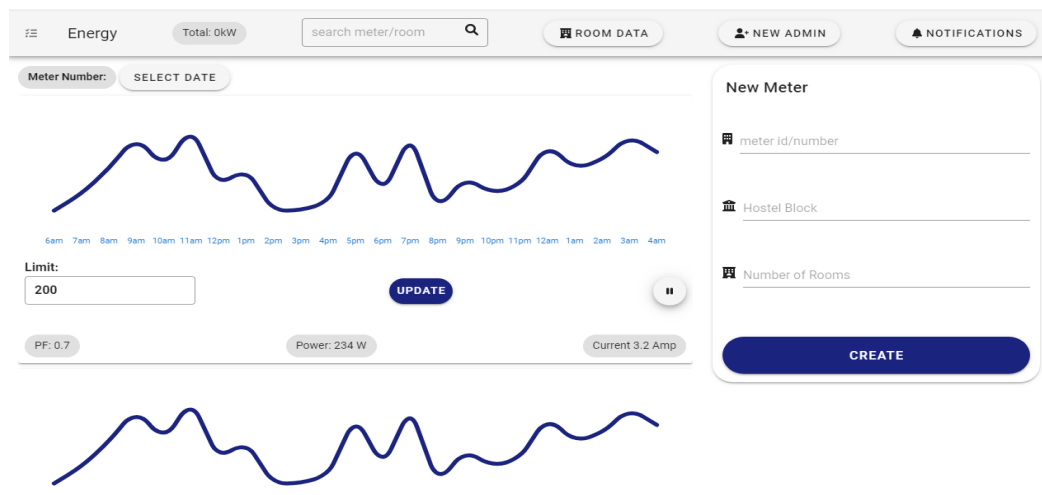 Energy
Total: 0kW
search meter/room
ROOM DATA
NEW ADMIN
NOTIFICATIONS
Meter Number:
SELECT DATE
6am 7am 8am 9am 10am 11am 12pm 1pm 2pm 3pm 4pm 5pm 6pm 7pm 8pm 9pm 10pm 11pm 12am 1am 2am 3am 4am
Limit:
200
UPDATE
PF: 0.7
Power: 234 W
Current 3.2 Amp
New Meter
meter id/number
Hostel Block
Number of Rooms
CREATE